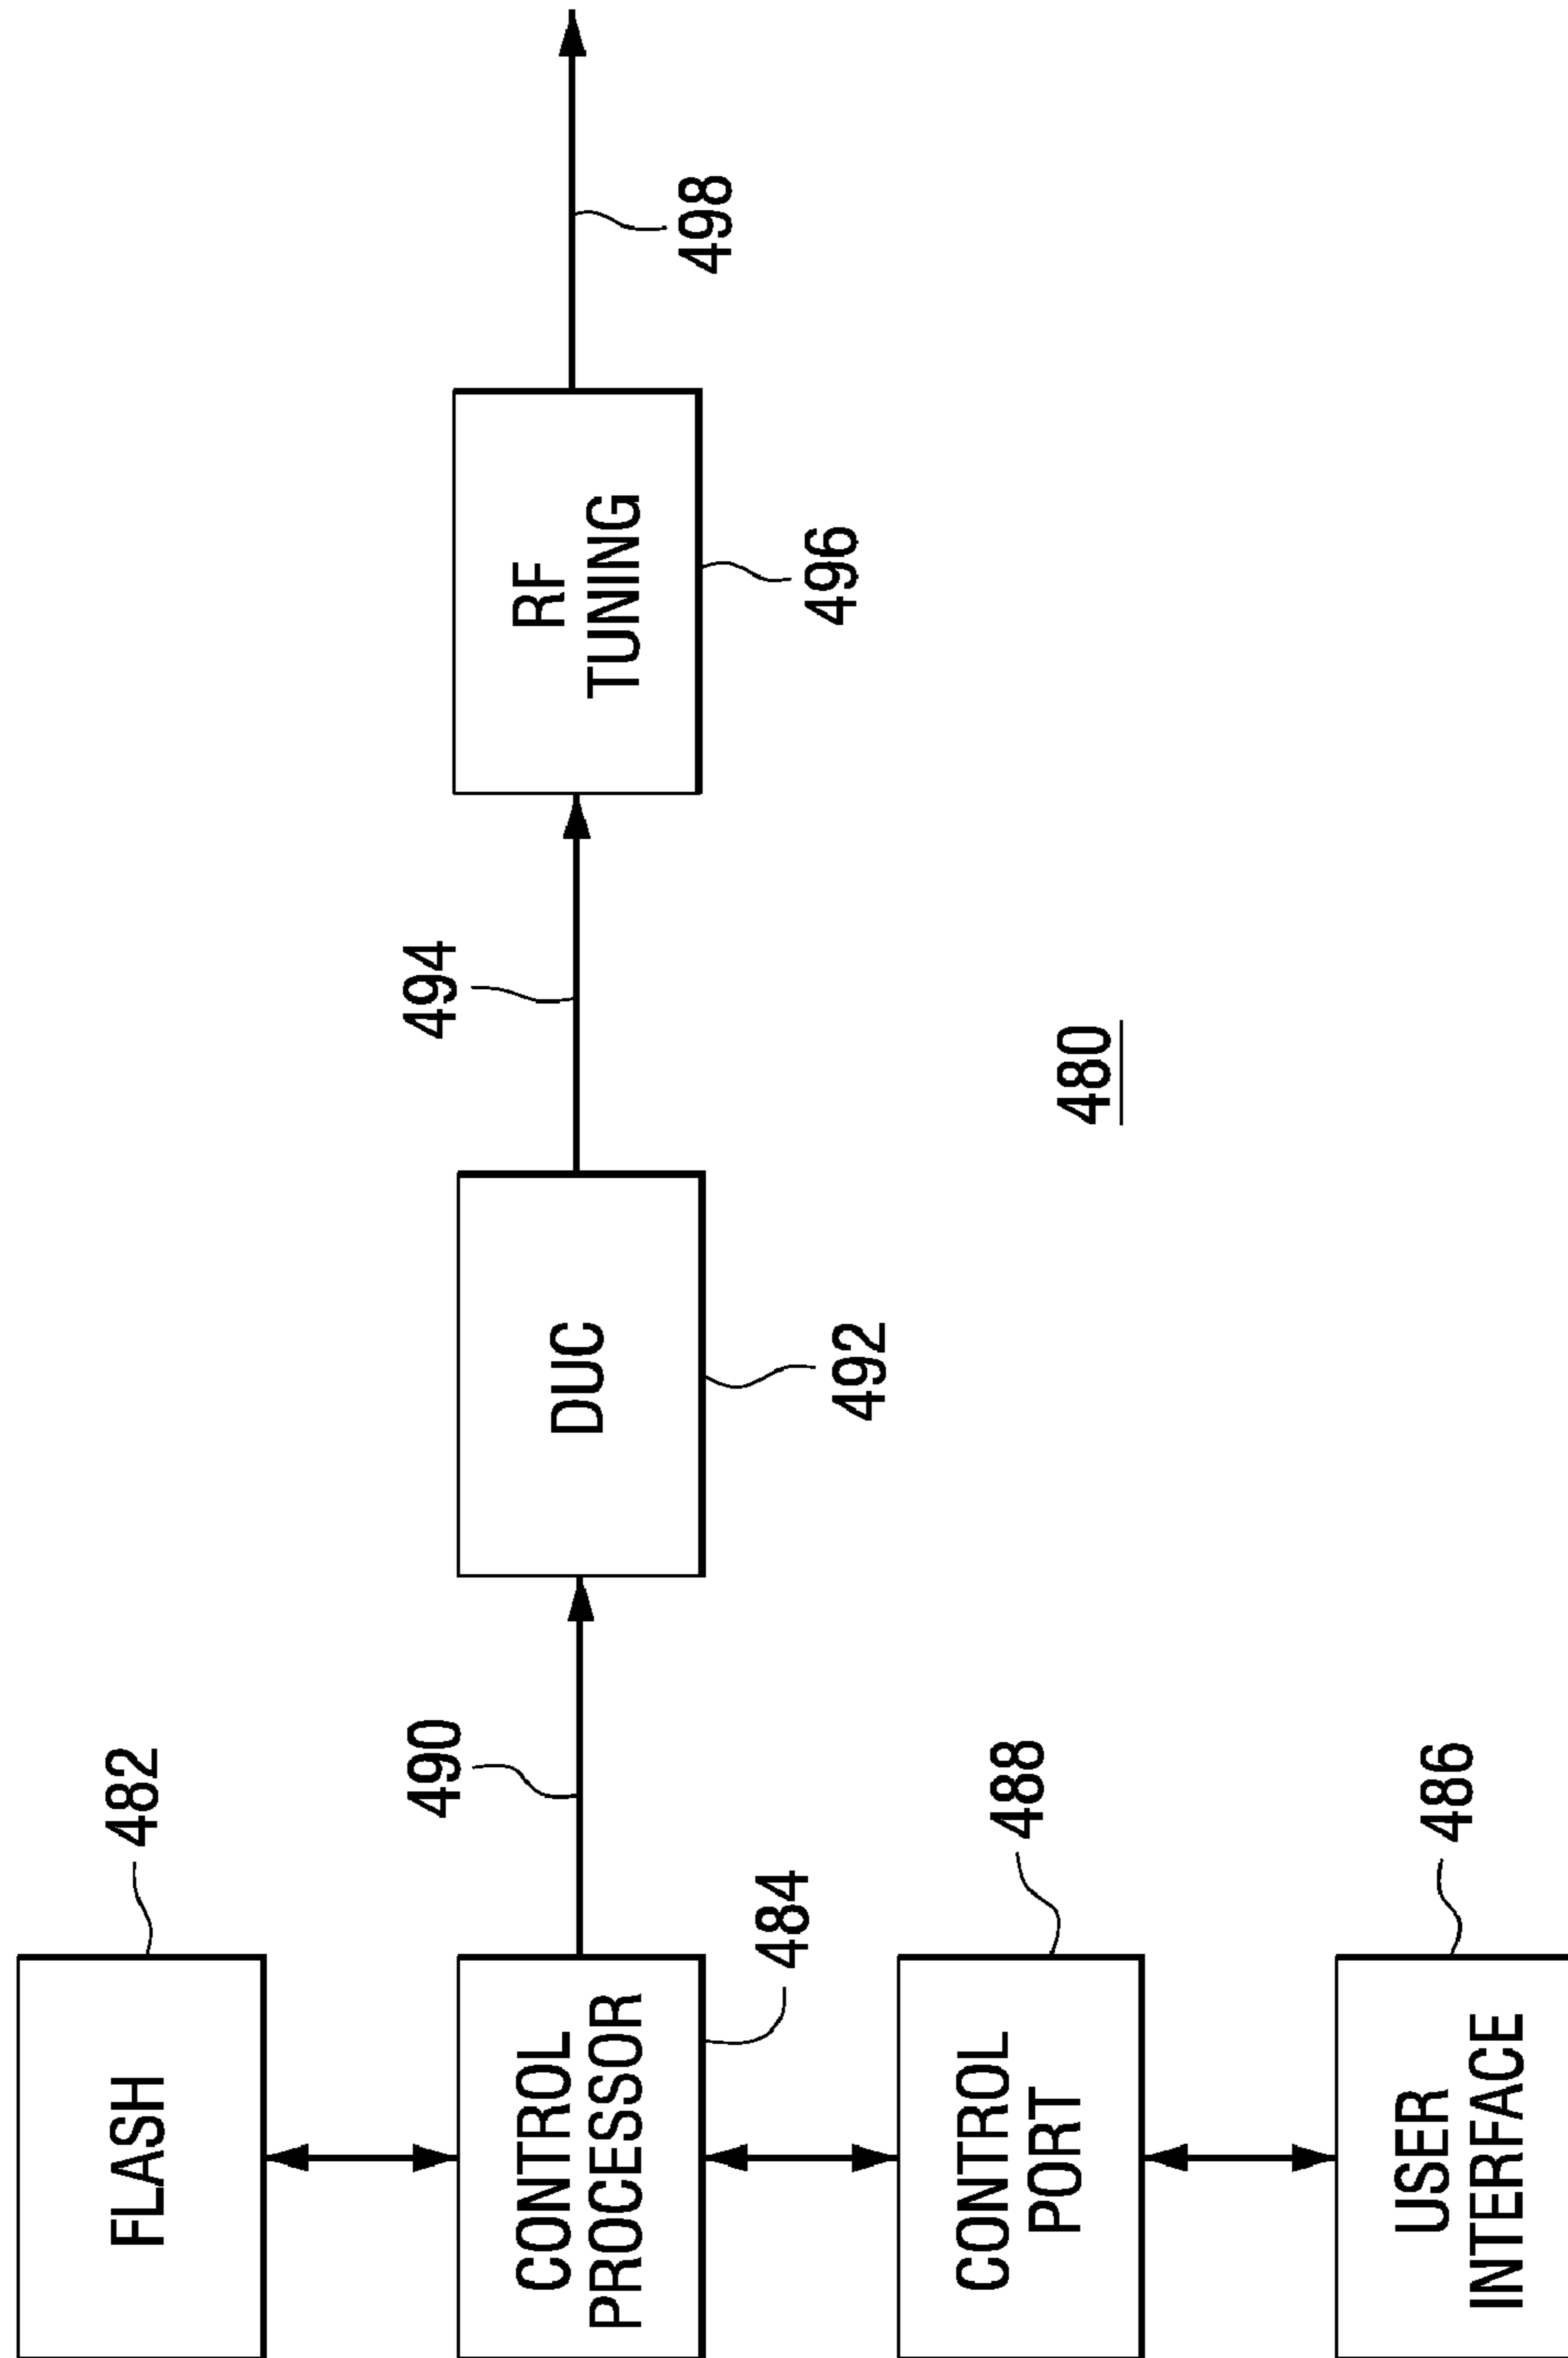 FLASH
482
CONTROL
PROCESSOR
484
490
DUC
492
494
RF
TUNING
496
498
CONTROL
PORT
488
USER
INTERFACE
486
480